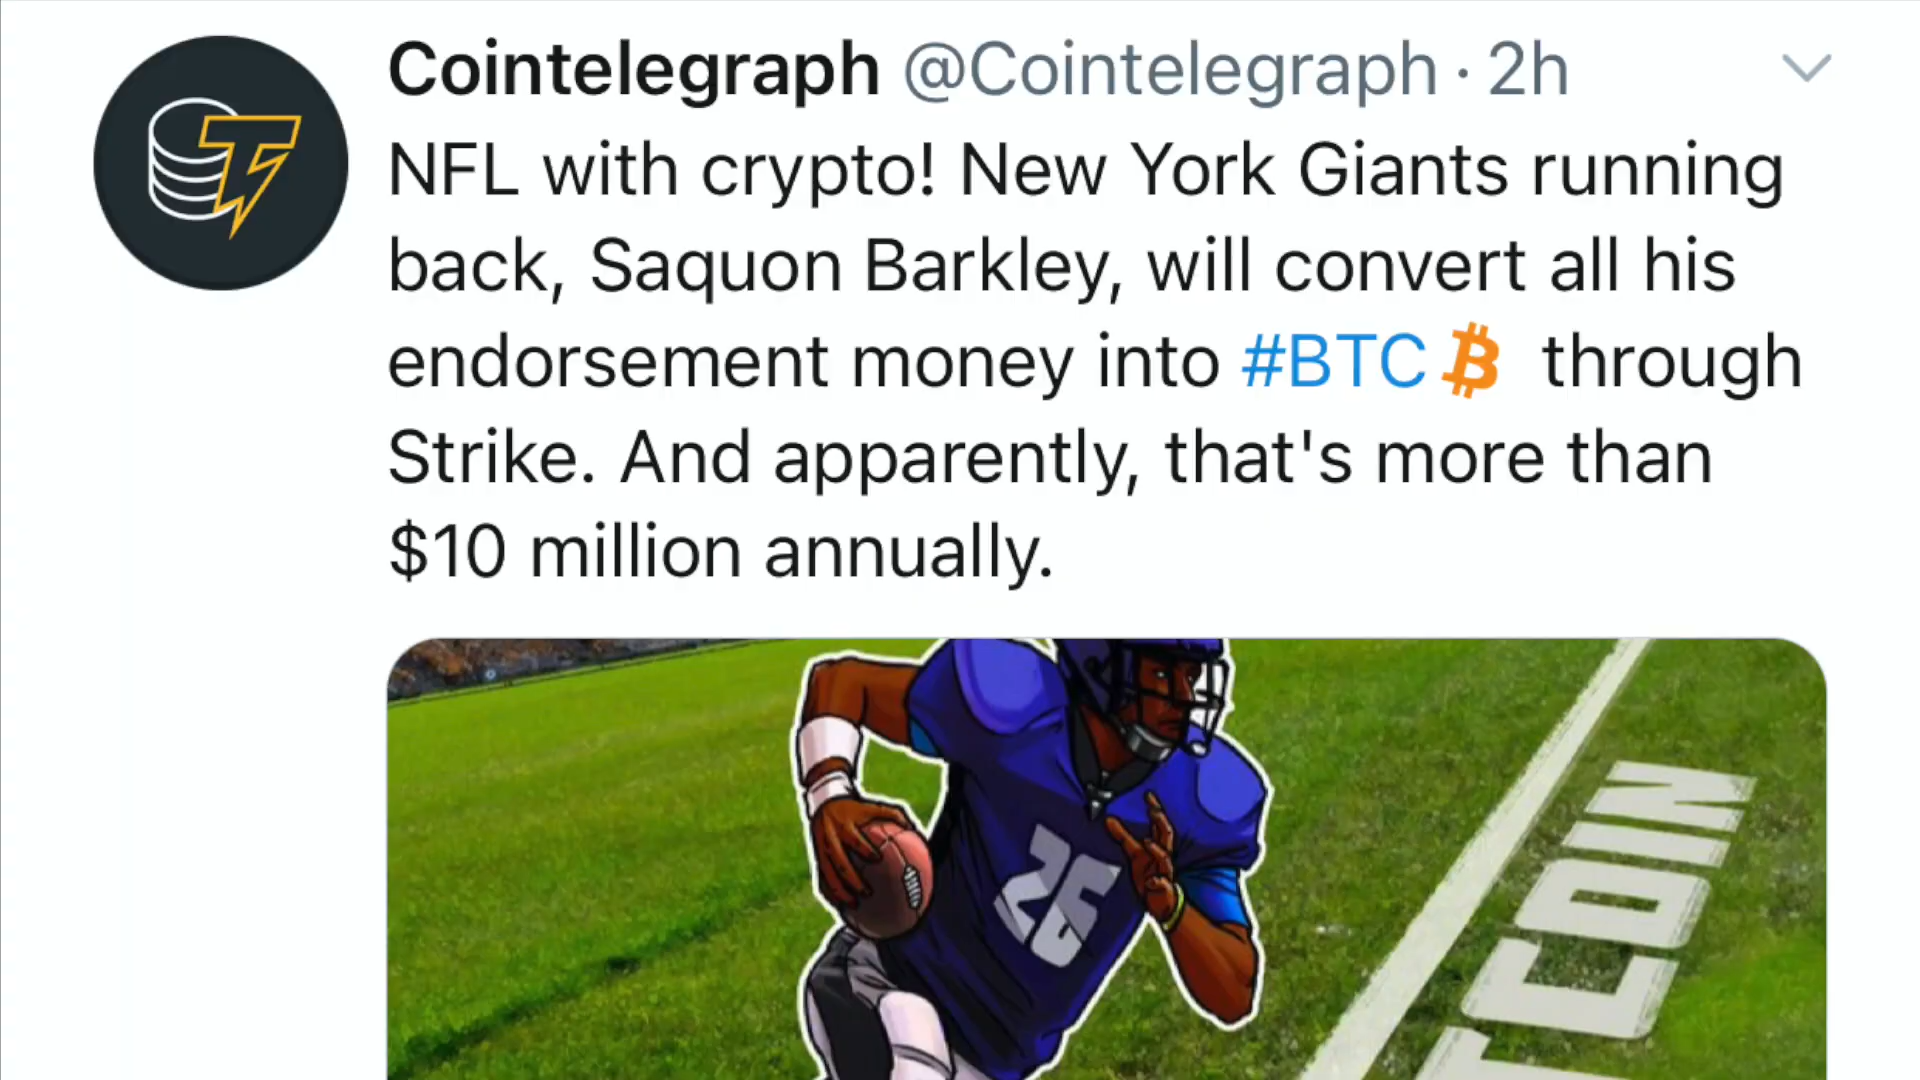 Cointelegraph @Cointelegraph · 2h
NFL with crypto! New York Giants running
back, Saquon Barkley, will convert all his
endorsement money into #BTC₿ through
Strike. And apparently, that's more than
$10 million annually.
26
TCOIN